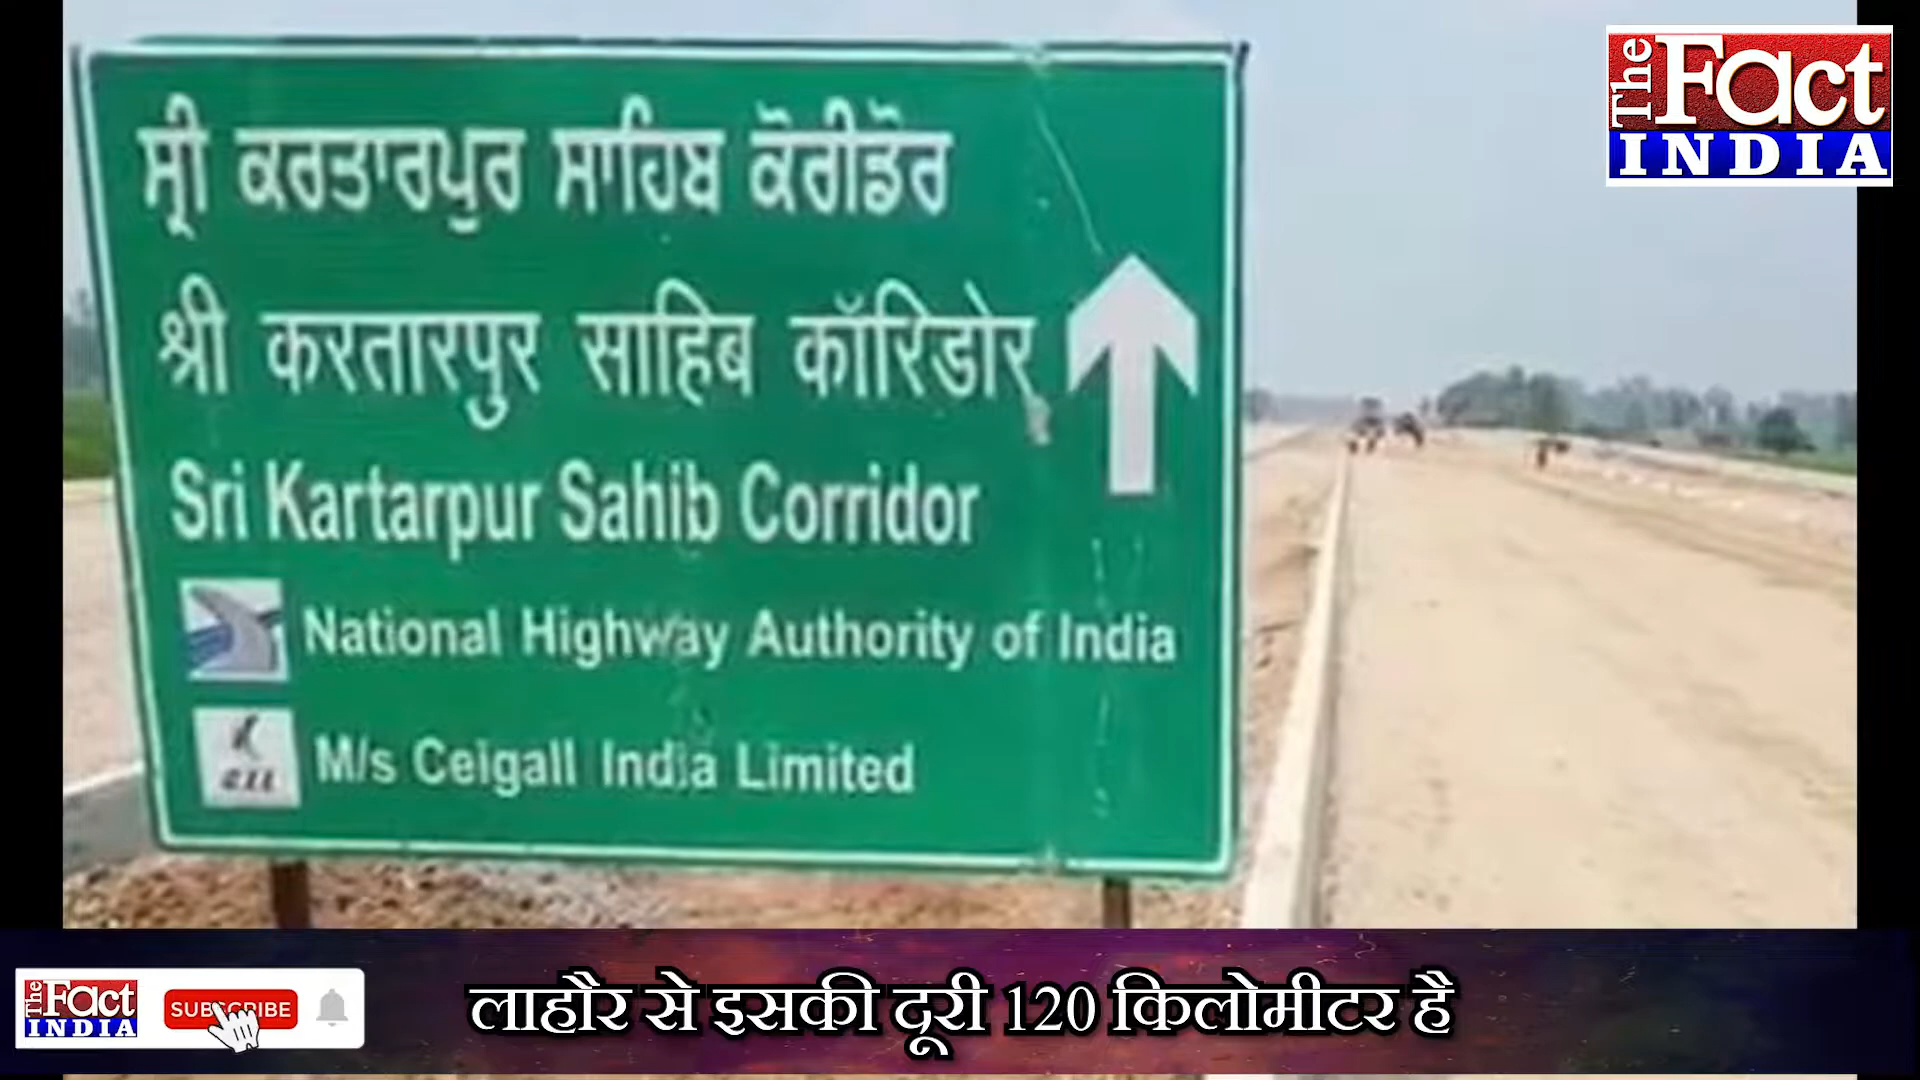 The Fact
INDIA
ਸ੍ਰੀ ਕਰਤਾਰਪੁਰ ਸਾਹਿਬ ਕੋਰੀਡੋਰ
श्री करतारपुर साहिब कॉरिडोर
Sri Kartarpur Sahib Corridor
National Highway Authority of India
M/s Ceigall India Limited
The Fact
INDIA
SUBSCRIBE
लाहौर से इसकी दूरी 120 किलोमीटर है